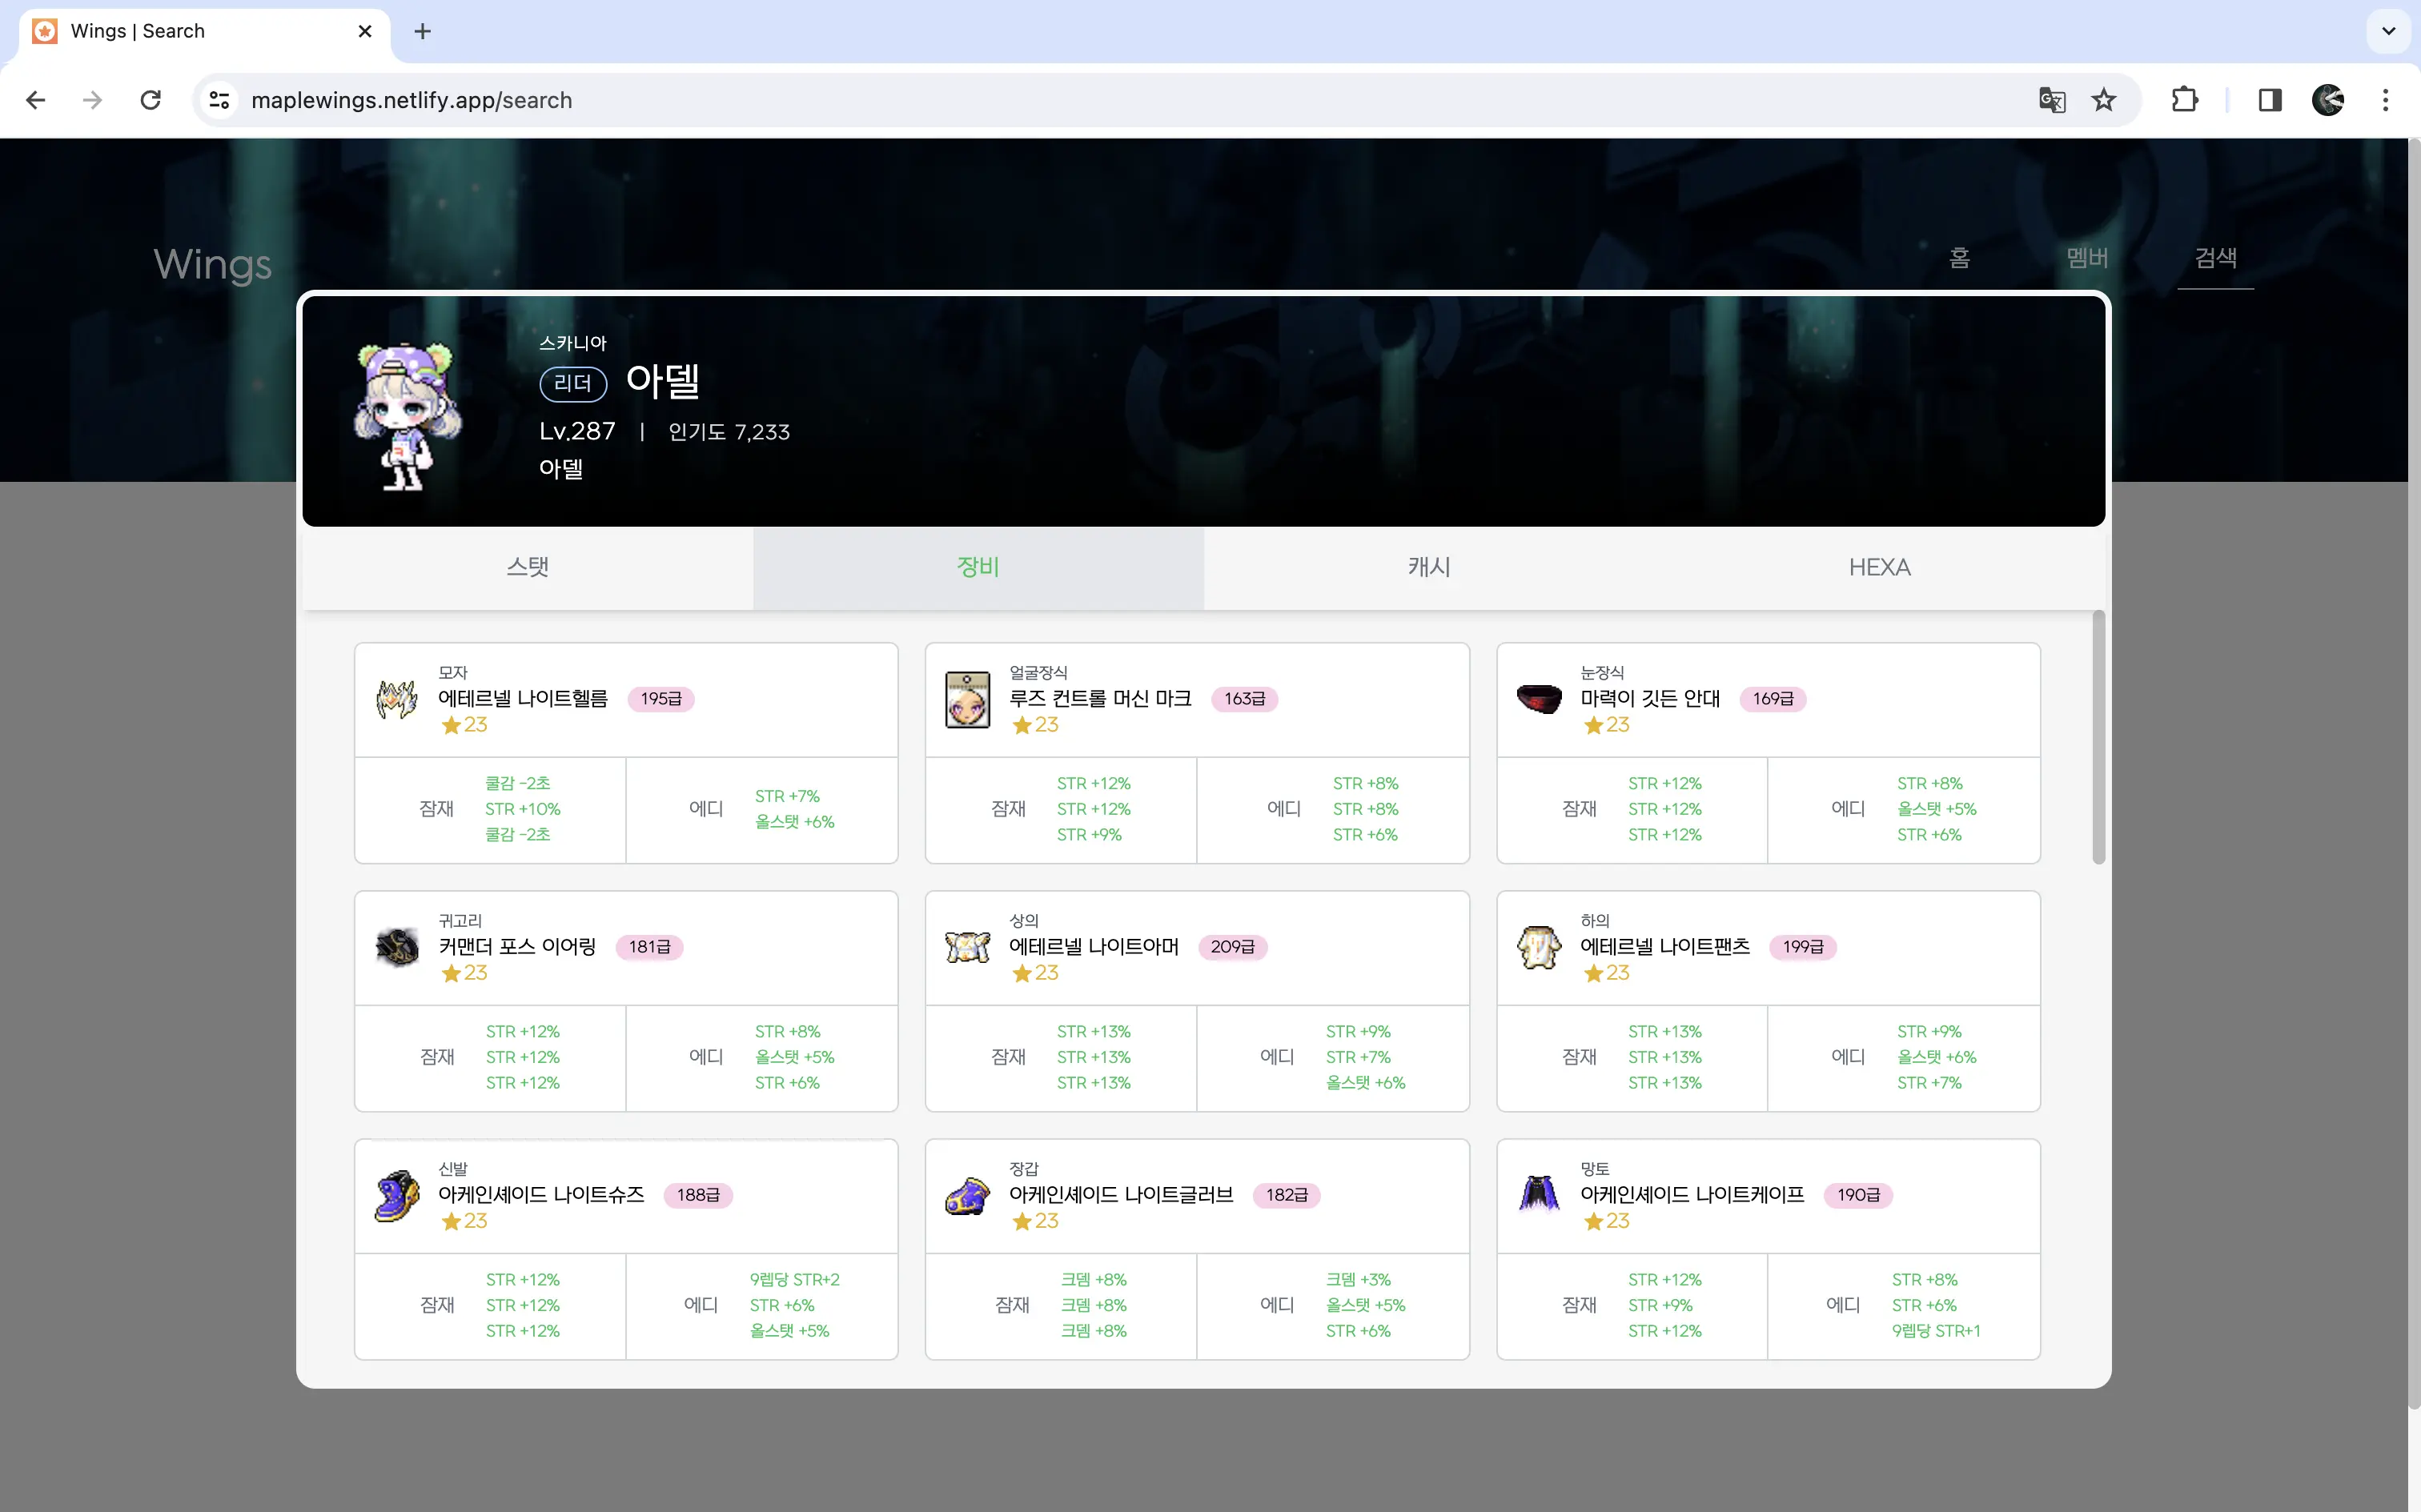 Wings | Search
maplewings.netlify.app/search
Wings
홈 멤버 검색
스카니아
리더 아델
Lv.287 | 인기도 7,233
아델
스탯 장비 캐시 HEXA
모자
에테르넬 나이트헬름 195급
★23
잠재
쿨감 -2초
STR +10%
쿨감 -2초
에디
STR +7%
올스탯 +6%
얼굴장식
루즈 컨트롤 머신 마크 163급
★23
잠재
STR +12%
STR +12%
STR +9%
에디
STR +8%
STR +8%
STR +6%
눈장식
마력이 깃든 안대 169급
★23
잠재
STR +12%
STR +12%
STR +12%
에디
STR +8%
올스탯 +5%
STR +6%
귀고리
커맨더 포스 이어링 181급
★23
잠재
STR +12%
STR +12%
STR +12%
에디
STR +8%
올스탯 +5%
STR +6%
상의
에테르넬 나이트아머 209급
★23
잠재
STR +13%
STR +13%
STR +13%
에디
STR +9%
STR +7%
올스탯 +6%
하의
에테르넬 나이트팬츠 199급
★23
잠재
STR +13%
STR +13%
STR +13%
에디
STR +9%
올스탯 +6%
STR +7%
신발
아케인셰이드 나이트슈즈 188급
★23
잠재
STR +12%
STR +12%
STR +12%
에디
9렙당 STR+2
STR +6%
올스탯 +5%
장갑
아케인셰이드 나이트글러브 182급
★23
잠재
크뎀 +8%
크뎀 +8%
크뎀 +8%
에디
크뎀 +3%
올스탯 +5%
STR +6%
망토
아케인셰이드 나이트케이프 190급
★23
잠재
STR +12%
STR +9%
STR +12%
에디
STR +8%
STR +6%
9렙당 STR+1